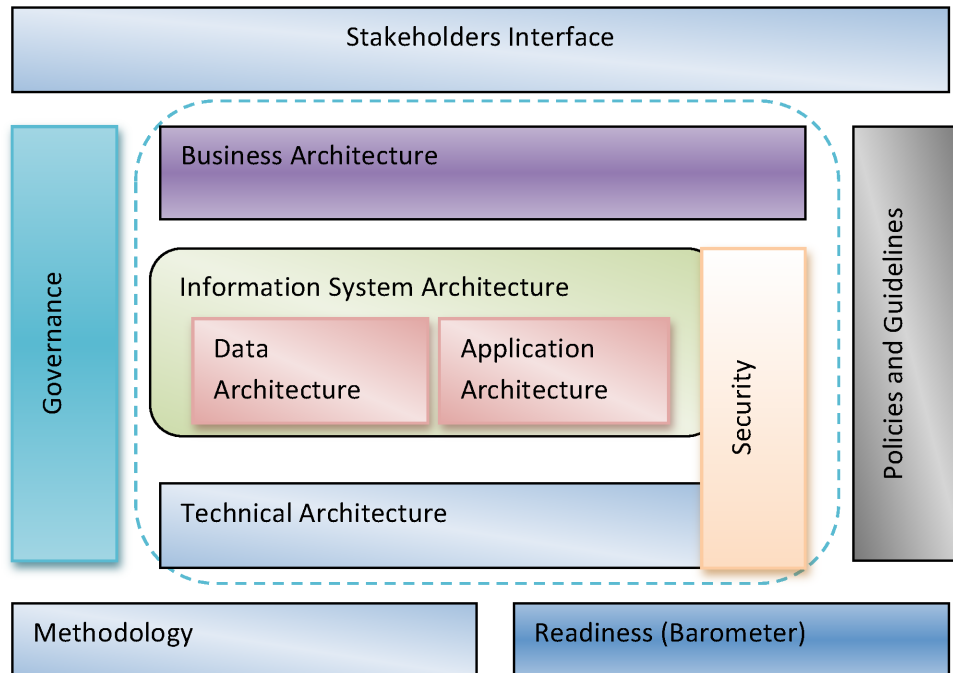 Stakeholders Interface
Governance
Business Architecture
Information System Architecture
Data
Architecture
Application
Architecture
Security
Technical Architecture
Policies and Guidelines
Methodology
Readiness (Barometer)